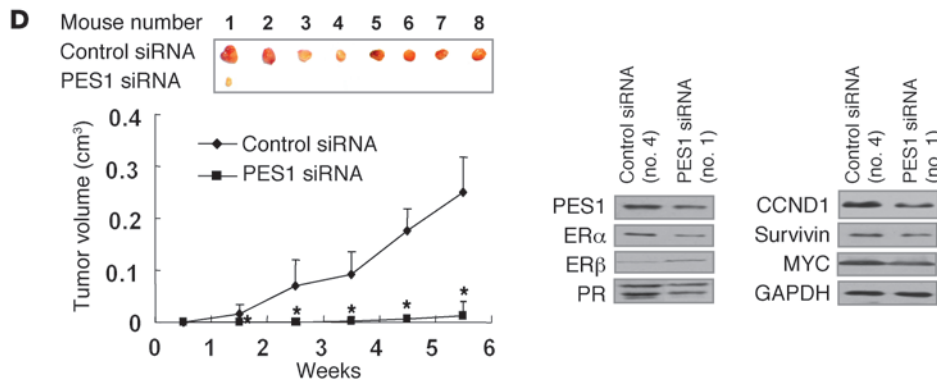 D
Mouse number 1 2 3 4 5 6 7 8
Control siRNA
PES1 siRNA
Tumor volume (cm³)
0.4
0.3
0.2
0.1
0
Control siRNA
PES1 siRNA
* * * * * *
0 1 2 3 4 5 6
Weeks
Control siRNA
(no. 4)
PES1 siRNA
(no. 1)
PES1
ERα
ERβ
PR
Control siRNA
(no. 4)
PES1 siRNA
(no. 1)
CCND1
Survivin
MYC
GAPDH